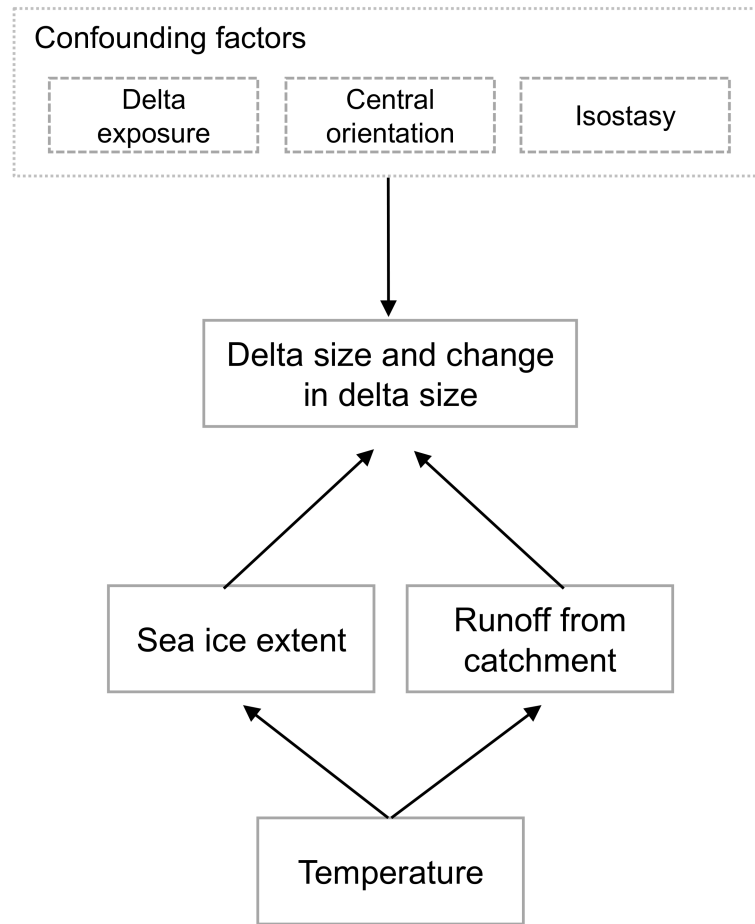 Confounding factors
Delta
exposure
Central
orientation
Isostasy
Delta size and change
in delta size
Sea ice extent
Runoff from
catchment
Temperature